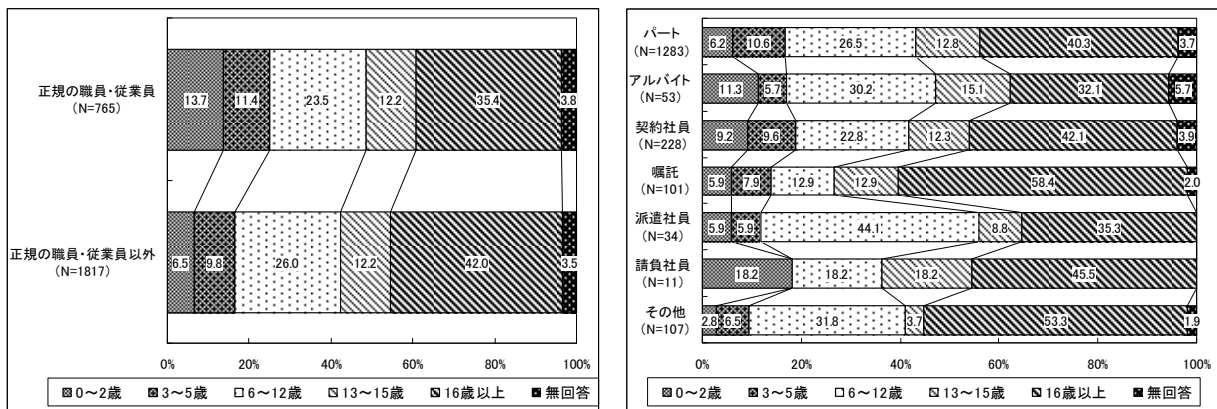 正規の職員・従業員
(N=765)
13.7 11.4 23.5 12.2 35.4 3.8
正規の職員・従業員以外
(N=1817)
6.5 9.8 26.0 12.2 42.0 3.5
0% 20% 40% 60% 80% 100%
0～2歳 3～5歳 6～12歳 13～15歳 16歳以上 無回答
パート
(N=1283)
6.2 10.6 26.5 12.8 40.3 3.7
アルバイト
(N=53)
11.3 5.7 30.2 15.1 32.1 5.7
契約社員
(N=228)
9.2 9.6 22.8 12.3 42.1 3.9
嘱託
(N=101)
5.9 7.9 12.9 12.9 58.4 2.0
派遣社員
(N=34)
5.9 5.9 44.1 8.8 35.3
請負社員
(N=11)
18.2 18.2 18.2 45.5
その他
(N=107)
2.8 6.5 31.8 3.7 53.3 1.9
0% 20% 40% 60% 80% 100%
0～2歳 3～5歳 6～12歳 13～15歳 16歳以上 無回答